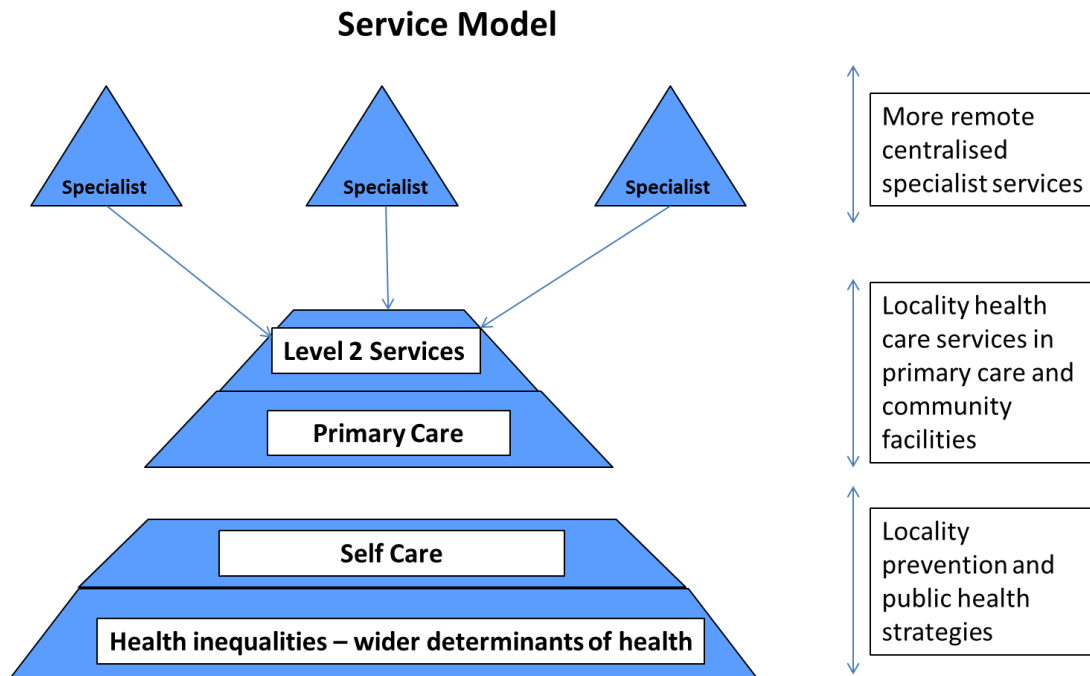 Service Model
Specialist
Specialist
Specialist
More remote
centralised
specialist services
Level 2 Services
Primary Care
Locality health
care services in
primary care and
community
facilities
Self Care
Health inequalities – wider determinants of health
Locality
prevention and
public health
strategies